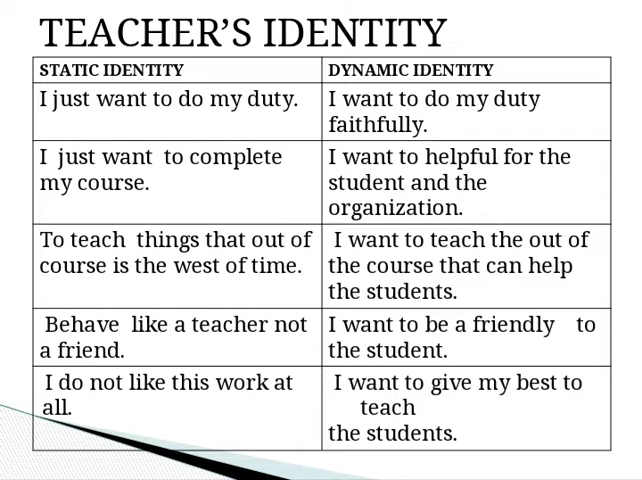 TEACHER’S IDENTITY
STATIC IDENTITY
DYNAMIC IDENTITY
I just want to do my duty.
I want to do my duty
faithfully.
I just want to complete
my course.
I want to helpful for the
student and the
organization.
To teach things that out of
course is the west of time.
I want to teach the out of
the course that can help
the students.
Behave like a teacher not
a friend.
I want to be a friendly to
the student.
I do not like this work at
all.
I want to give my best to
teach
the students.